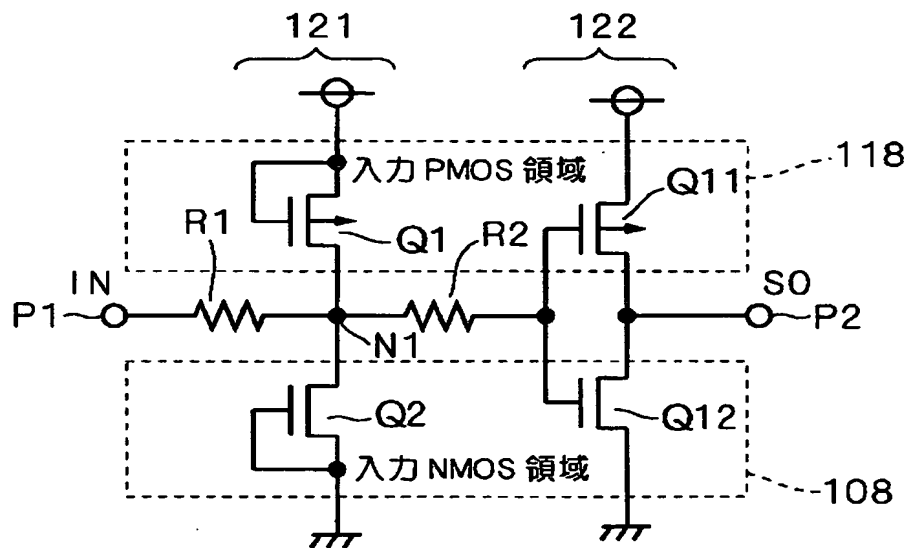 121
122
入力 PMOS 領域
118
Q11
R1
Q1
R2
IN
SO
P1
P2
N1
Q2
Q12
入力 NMOS 領域
108